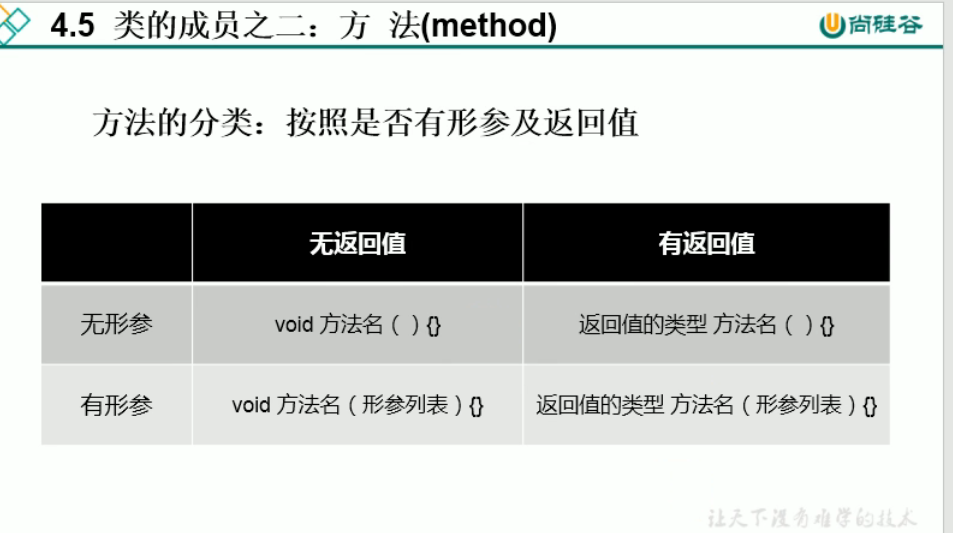 4.5 类的成员之二：方 法(method)
尚硅谷
方法的分类：按照是否有形参及返回值
无返回值 有返回值
无形参 void 方法名（ ）{} 返回值的类型 方法名（ ）{}
有形参 void 方法名（形参列表）{} 返回值的类型 方法名（形参列表）{}
让天下没有难学的技术